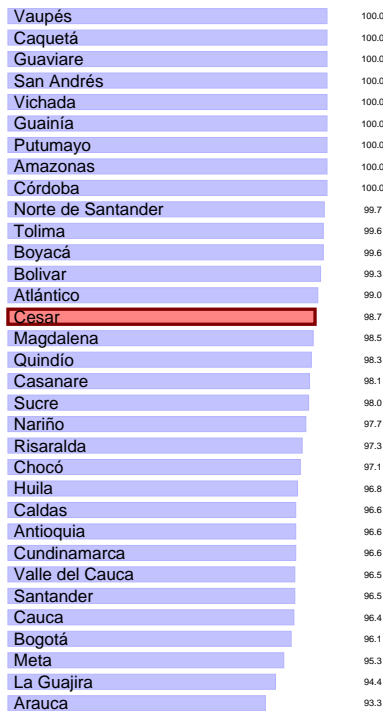 Vaupés 100.0
Caquetá 100.0
Guaviare 100.0
San Andrés 100.0
Vichada 100.0
Guainía 100.0
Putumayo 100.0
Amazonas 100.0
Córdoba 100.0
Norte de Santander 99.7
Tolima 99.6
Boyacá 99.6
Bolivar 99.3
Atlántico 99.0
Cesar 98.7
Magdalena 98.5
Quindío 98.3
Casanare 98.1
Sucre 98.0
Nariño 97.7
Risaralda 97.3
Chocó 97.1
Huila 96.8
Caldas 96.6
Antioquia 96.6
Cundinamarca 96.6
Valle del Cauca 96.5
Santander 96.5
Cauca 96.4
Bogotá 96.1
Meta 95.3
La Guajira 94.4
Arauca 93.3